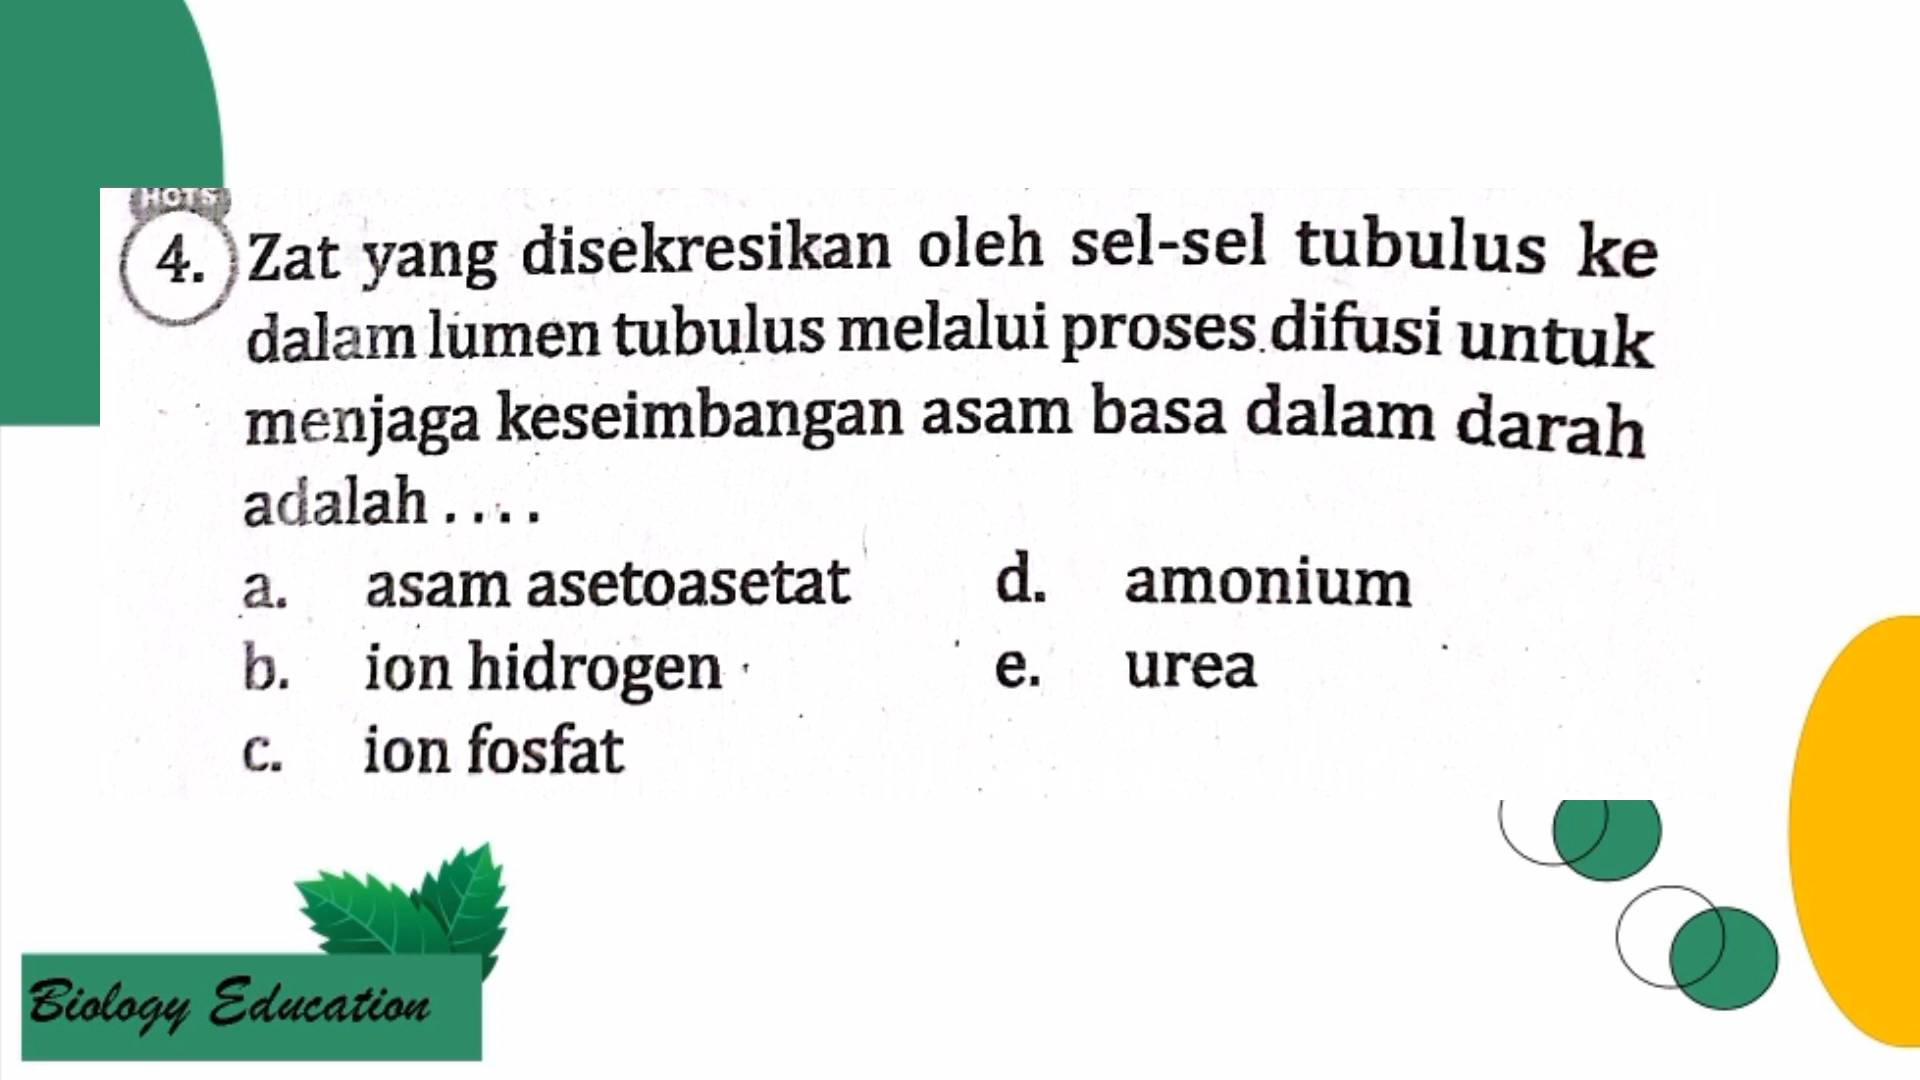 HOTS
4. Zat yang disekresikan oleh sel-sel tubulus ke
dalam lumen tubulus melalui proses difusi untuk
menjaga keseimbangan asam basa dalam darah
adalah ....
a. asam asetoasetat d. amonium
b. ion hidrogen e. urea
c. ion fosfat
Biology Education